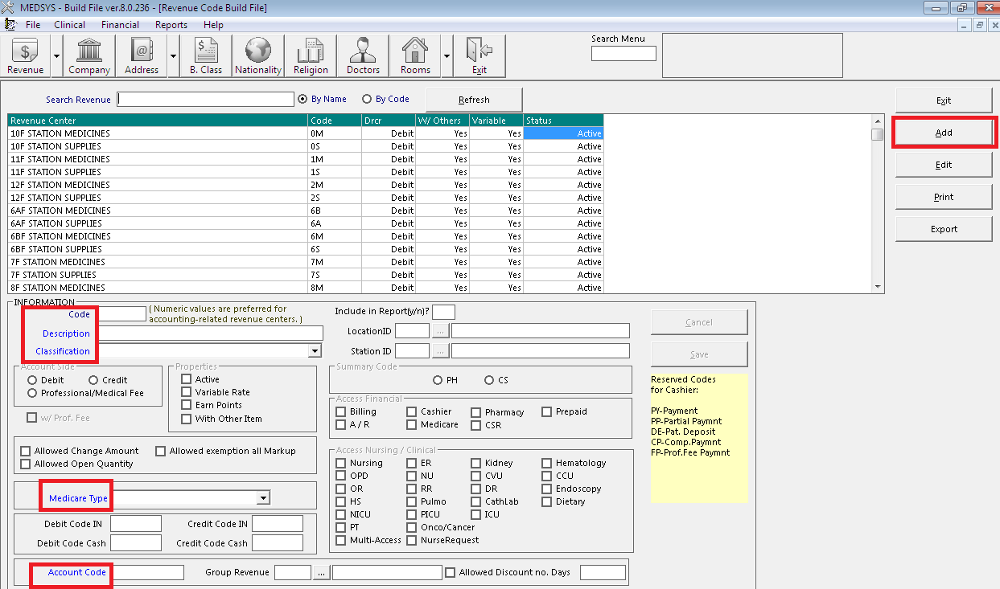 MEDSYS - Build File ver.8.0.236 - [Revenue Code Build File]
File Clinical Financial Reports Help
Revenue Company Address B. Class Nationality Religion Doctors Rooms Exit
Search Menu
Search Revenue By Name By Code Refresh
Exit
Add
Edit
Print
Export
Revenue Center Code Drcr W/ Others Variable Status
10F STATION MEDICINES 0M Debit Yes Yes Active
10F STATION SUPPLIES 0S Debit Yes Yes Active
11F STATION MEDICINES 1M Debit Yes Yes Active
11F STATION SUPPLIES 1S Debit Yes Yes Active
12F STATION MEDICINES 2M Debit Yes Yes Active
12F STATION SUPPLIES 2S Debit Yes Yes Active
6AF STATION MEDICINES 6B Debit Yes Yes Active
6AF STATION SUPPLIES 6A Debit Yes Yes Active
6BF STATION MEDICINES 6M Debit Yes Yes Active
6BF STATION SUPPLIES 6S Debit Yes Yes Active
7F STATION MEDICINES 7M Debit Yes Yes Active
7F STATION SUPPLIES 7S Debit Yes Yes Active
8F STATION MEDICINES 8M Debit Yes Yes Active
INFORMATION
Code
( Numeric values are preferred for
accounting-related revenue centers. )
Description
Classification
Include in Report(y/n)?
LocationID ...
Station ID ...
Cancel
Save
Account Side
Debit Credit
Professional/Medical Fee
w/ Prof. Fee
Properties
Active
Variable Rate
Earn Points
With Other Item
Summary Code
PH CS
Access Financial
Billing Cashier Pharmacy Prepaid
A / R Medicare CSR
Reserved Codes
for Cashier:
PY-Payment
PP-Partial Paymnt
DE-Pat. Deposit
CP-Comp.Paymnt
FP-Prof.Fee Paymnt
Allowed Change Amount Allowed exemption all Markup
Allowed Open Quantity
Access Nursing / Clinical
Nursing ER Kidney Hematology
OPD NU CVU CCU
OR RR DR Endoscopy
HS Pulmo CathLab Dietary
NICU PICU ICU
PT Onco/Cancer
Multi-Access NurseRequest
Medicare Type
Debit Code IN Credit Code IN
Debit Code Cash Credit Code Cash
Account Code Group Revenue ... Allowed Discount no. Days